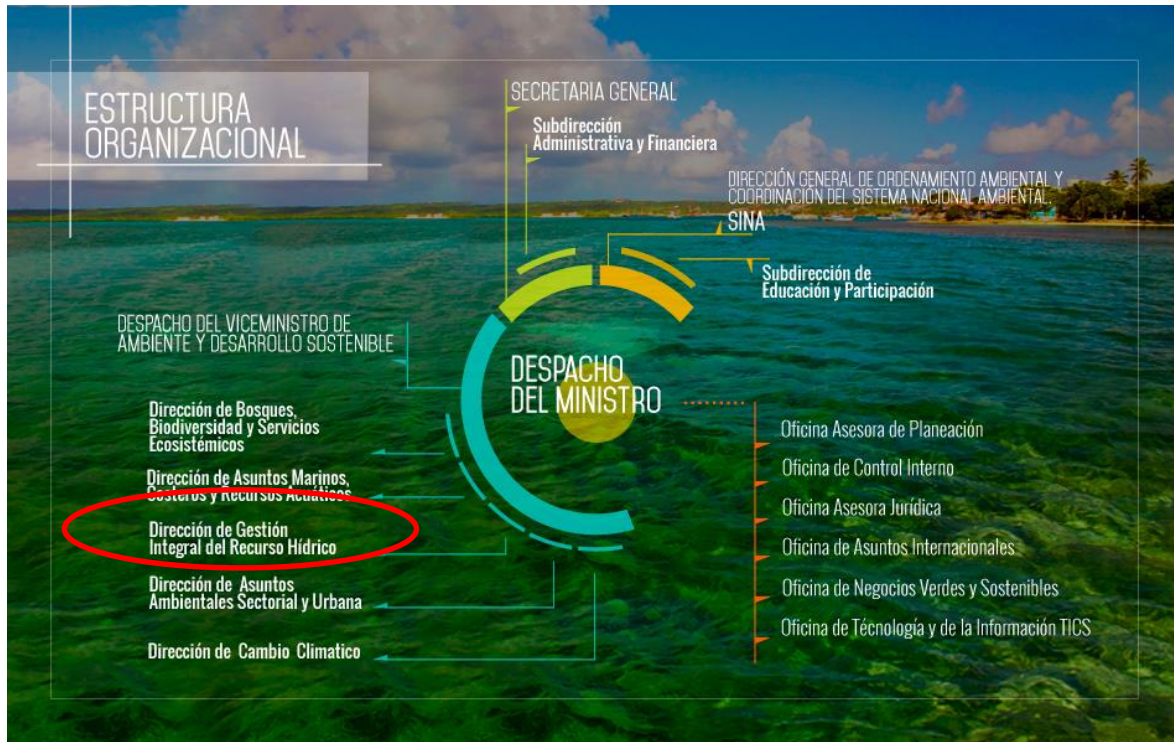 ESTRUCTURA
ORGANIZACIONAL
SECRETARIA GENERAL
Subdirección
Administrativa y Financiera
DIRECCIÓN GENERAL DE ORDENAMIENTO AMBIENTAL Y
COORDINACIÓN DEL SISTEMA NACIONAL AMBIENTAL.
SINA
Subdirección de
Educación y Participación
DESPACHO DEL VICEMINISTRO DE
AMBIENTE Y DESARROLLO SOSTENIBLE
DESPACHO
DEL MINISTRO
Dirección de Bosques,
Biodiversidad y Servicios
Ecosistémicos
Dirección de Asuntos Marinos,
Costeros y Recursos Acuáticos
Dirección de Gestión
Integral del Recurso Hídrico
Dirección de Asuntos
Ambientales Sectorial y Urbana
Dirección de Cambio Climatico
Oficina Asesora de Planeación
Oficina de Control Interno
Oficina Asesora Jurídica
Oficina de Asuntos Internacionales
Oficina de Negocios Verdes y Sostenibles
Oficina de Técnología y de la Información TICS